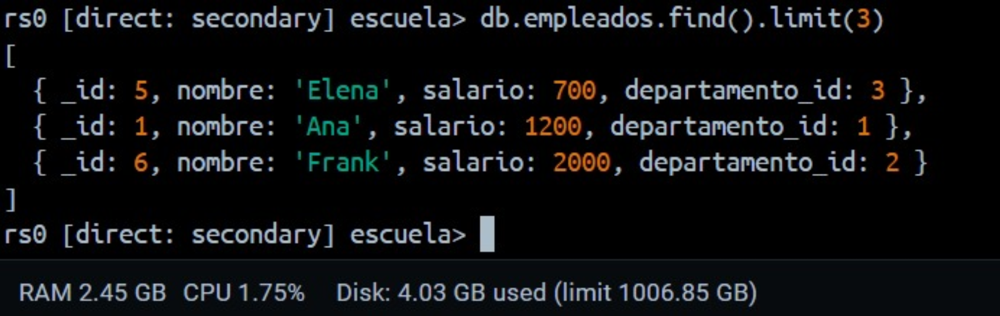 rs0 [direct: secondary] escuela> db.empleados.find().limit(3)
[
  { _id: 5, nombre: 'Elena', salario: 700, departamento_id: 3 },
  { _id: 1, nombre: 'Ana', salario: 1200, departamento_id: 1 },
  { _id: 6, nombre: 'Frank', salario: 2000, departamento_id: 2 }
]
rs0 [direct: secondary] escuela>
RAM 2.45 GB CPU 1.75% Disk: 4.03 GB used (limit 1006.85 GB)